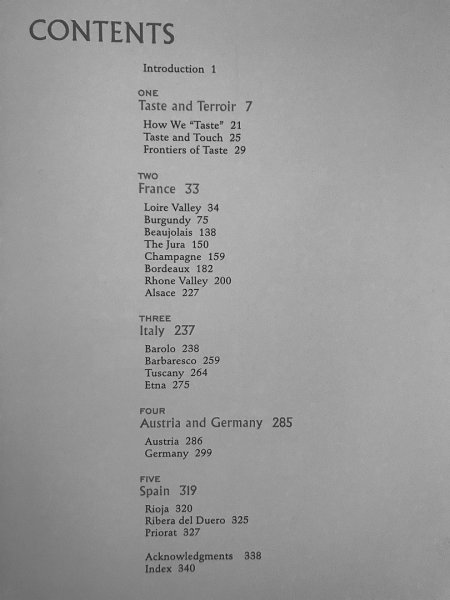 CONTENTS
Introduction 1
ONE
Taste and Terroir 7
How We “Taste” 21
Taste and Touch 25
Frontiers of Taste 29
TWO
France 33
Loire Valley 34
Burgundy 75
Beaujolais 138
The Jura 150
Champagne 159
Bordeaux 182
Rhone Valley 200
Alsace 227
THREE
Italy 237
Barolo 238
Barbaresco 259
Tuscany 264
Etna 275
FOUR
Austria and Germany 285
Austria 286
Germany 299
FIVE
Spain 319
Rioja 320
Ribera del Duero 325
Priorat 327
Acknowledgments 338
Index 340